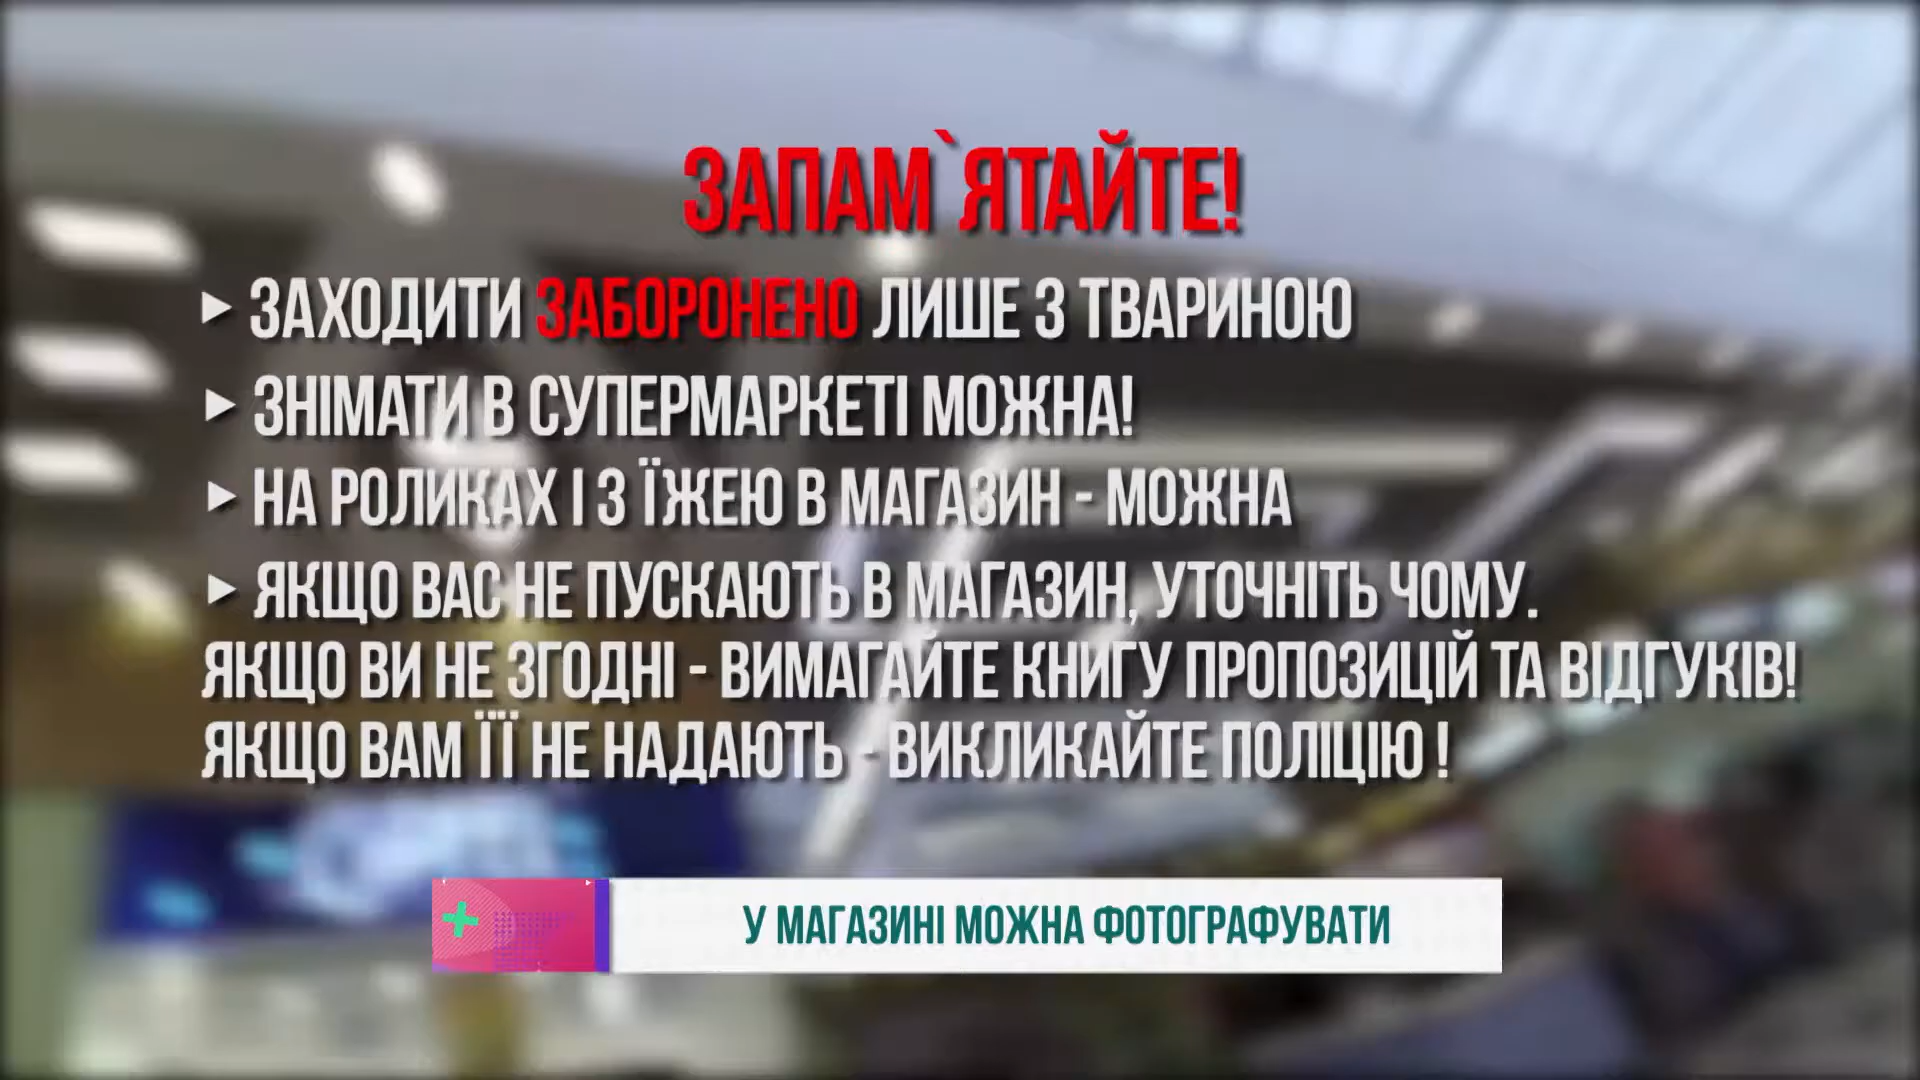 ЗАПАМ`ЯТАЙТЕ!
▶ ЗАХОДИТИ ЗАБОРОНЕНО ЛИШЕ З ТВАРИНОЮ
▶ ЗНІМАТИ В СУПЕРМАРКЕТІ МОЖНА!
▶ НА РОЛИКАХ І З ЇЖЕЮ В МАГАЗИН - МОЖНА
▶ ЯКЩО ВАС НЕ ПУСКАЮТЬ В МАГАЗИН, УТОЧНІТЬ ЧОМУ.
ЯКЩО ВИ НЕ ЗГОДНІ - ВИМАГАЙТЕ КНИГУ ПРОПОЗИЦІЙ ТА ВІДГУКІВ!
ЯКЩО ВАМ ЇЇ НЕ НАДАЮТЬ - ВИКЛИКАЙТЕ ПОЛІЦІЮ !
У МАГАЗИНІ МОЖНА ФОТОГРАФУВАТИ